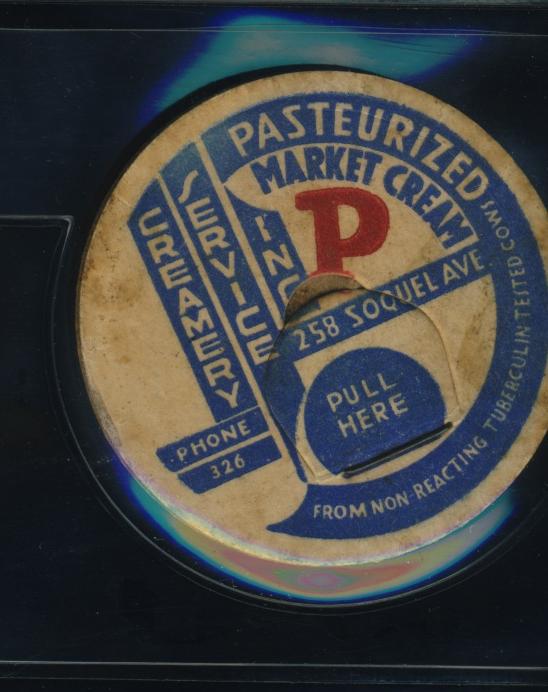 PASTEURIZED
MARKET CREAM
P
CREAMERY
SERVICE
INC
258 SOQUEL AVE
PULL
HERE
PHONE
326
FROM NON-REACTING TUBERCULIN TESTED COWS